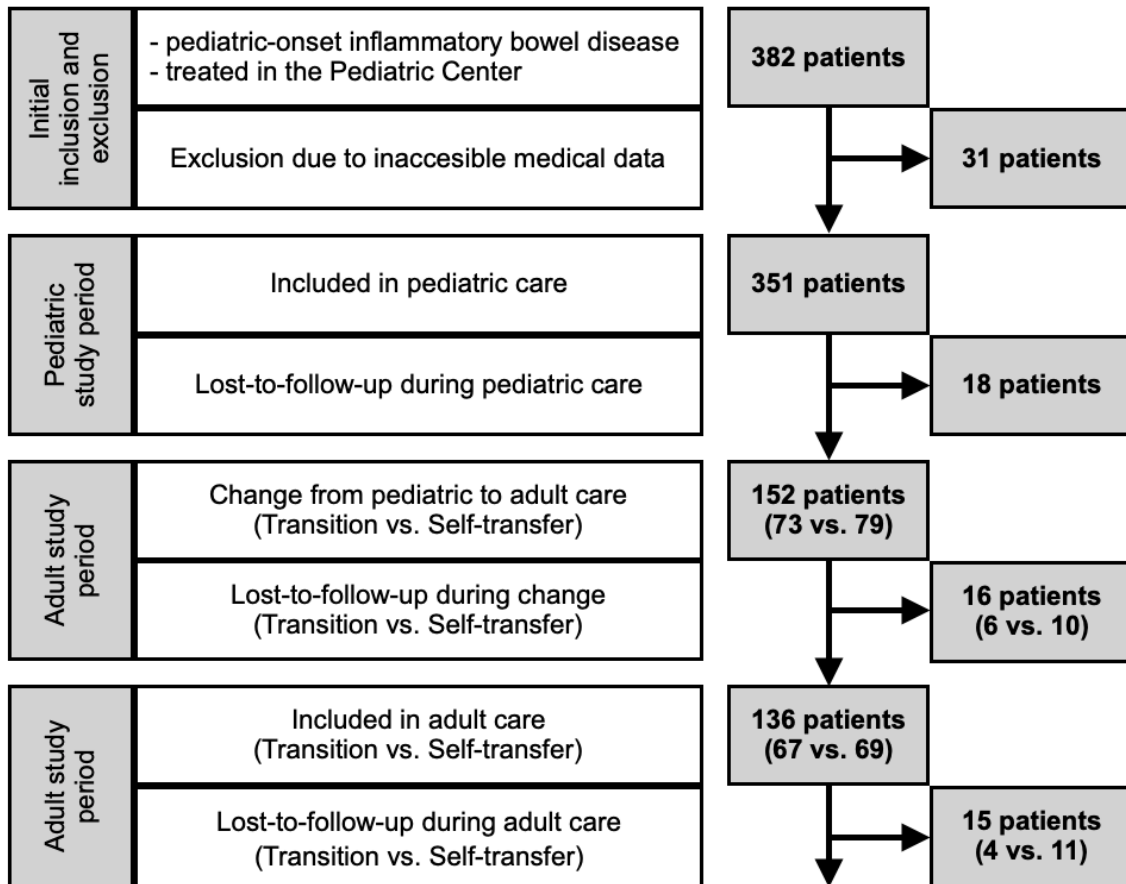 Initial
inclusion and
exclusion
- pediatric-onset inflammatory bowel disease
- treated in the Pediatric Center
382 patients
Exclusion due to inaccesible medical data
31 patients
Pediatric
study period
Included in pediatric care
351 patients
Lost-to-follow-up during pediatric care
18 patients
Adult study
period
Change from pediatric to adult care
(Transition vs. Self-transfer)
152 patients
(73 vs. 79)
Lost-to-follow-up during change
(Transition vs. Self-transfer)
16 patients
(6 vs. 10)
Adult study
period
Included in adult care
(Transition vs. Self-transfer)
136 patients
(67 vs. 69)
Lost-to-follow-up during adult care
(Transition vs. Self-transfer)
15 patients
(4 vs. 11)